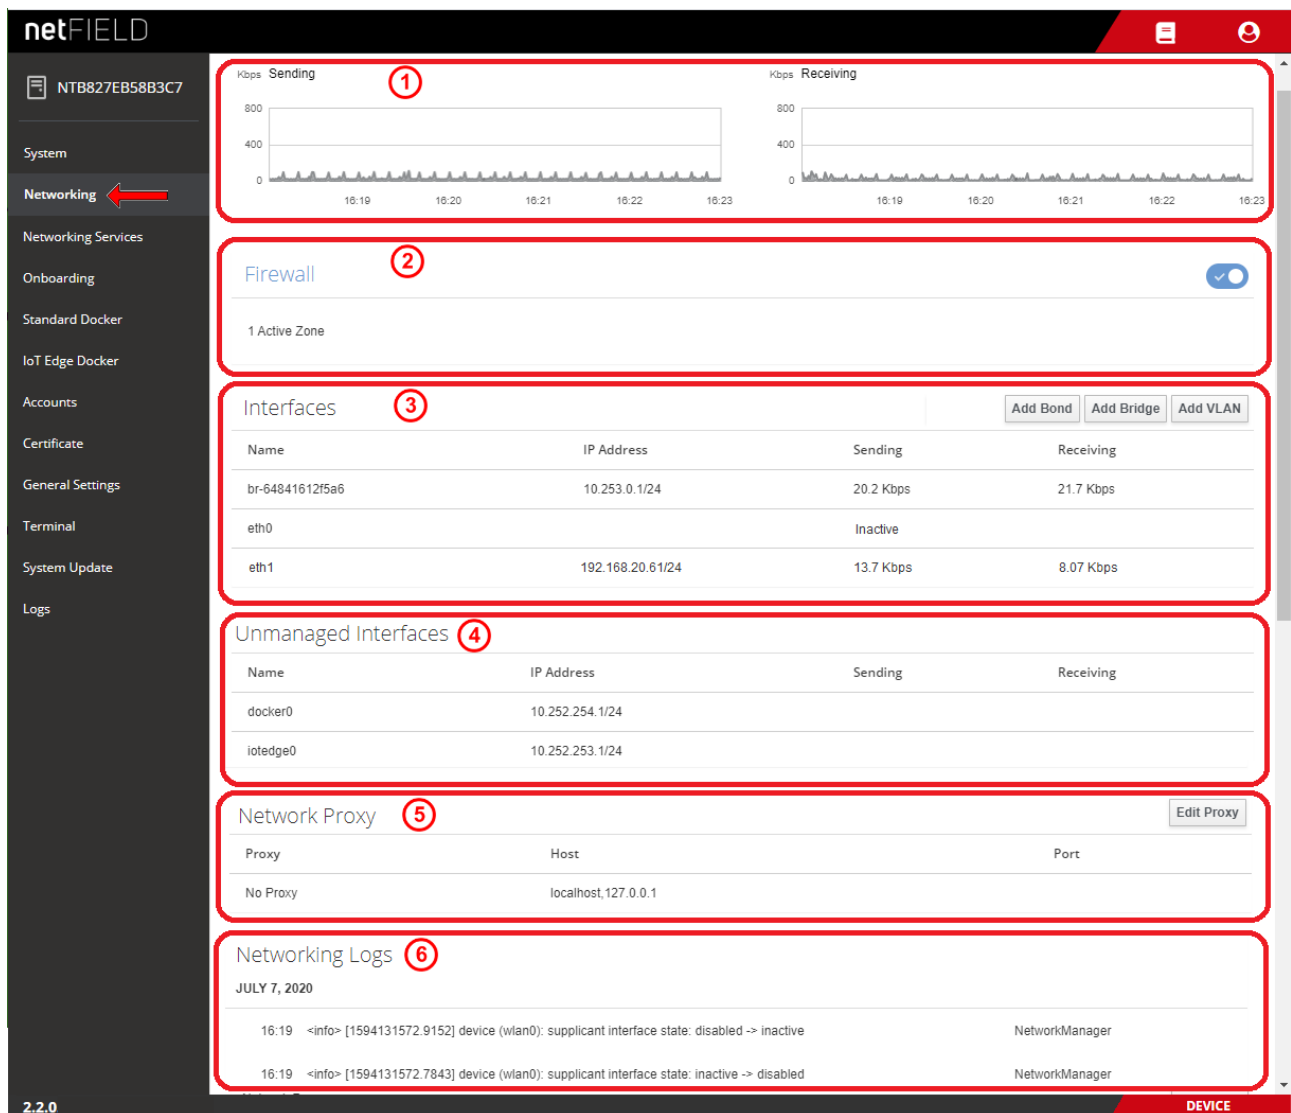 netFIELD
NTB827EB58B3C7
System
Networking
Networking Services
Onboarding
Standard Docker
IoT Edge Docker
Accounts
Certificate
General Settings
Terminal
System Update
Logs
2.2.0
Kbps Sending
1
800
400
0
16:19 16:20 16:21 16:22 16:23
Kbps Receiving
800
400
0
16:19 16:20 16:21 16:22 16:23
Firewall
2
1 Active Zone
Interfaces 3 Add Bond Add Bridge Add VLAN
Name IP Address Sending Receiving
br-64841612f5a6 10.253.0.1/24 20.2 Kbps 21.7 Kbps
eth0 Inactive
eth1 192.168.20.61/24 13.7 Kbps 8.07 Kbps
Unmanaged Interfaces 4
Name IP Address Sending Receiving
docker0 10.252.254.1/24
iotedge0 10.252.253.1/24
Network Proxy 5 Edit Proxy
Proxy Host Port
No Proxy localhost,127.0.0.1
Networking Logs 6
JULY 7, 2020
16:19 <info> [1594131572.9152] device (wlan0): supplicant interface state: disabled -> inactive NetworkManager
16:19 <info> [1594131572.7843] device (wlan0): supplicant interface state: inactive -> disabled NetworkManager
DEVICE